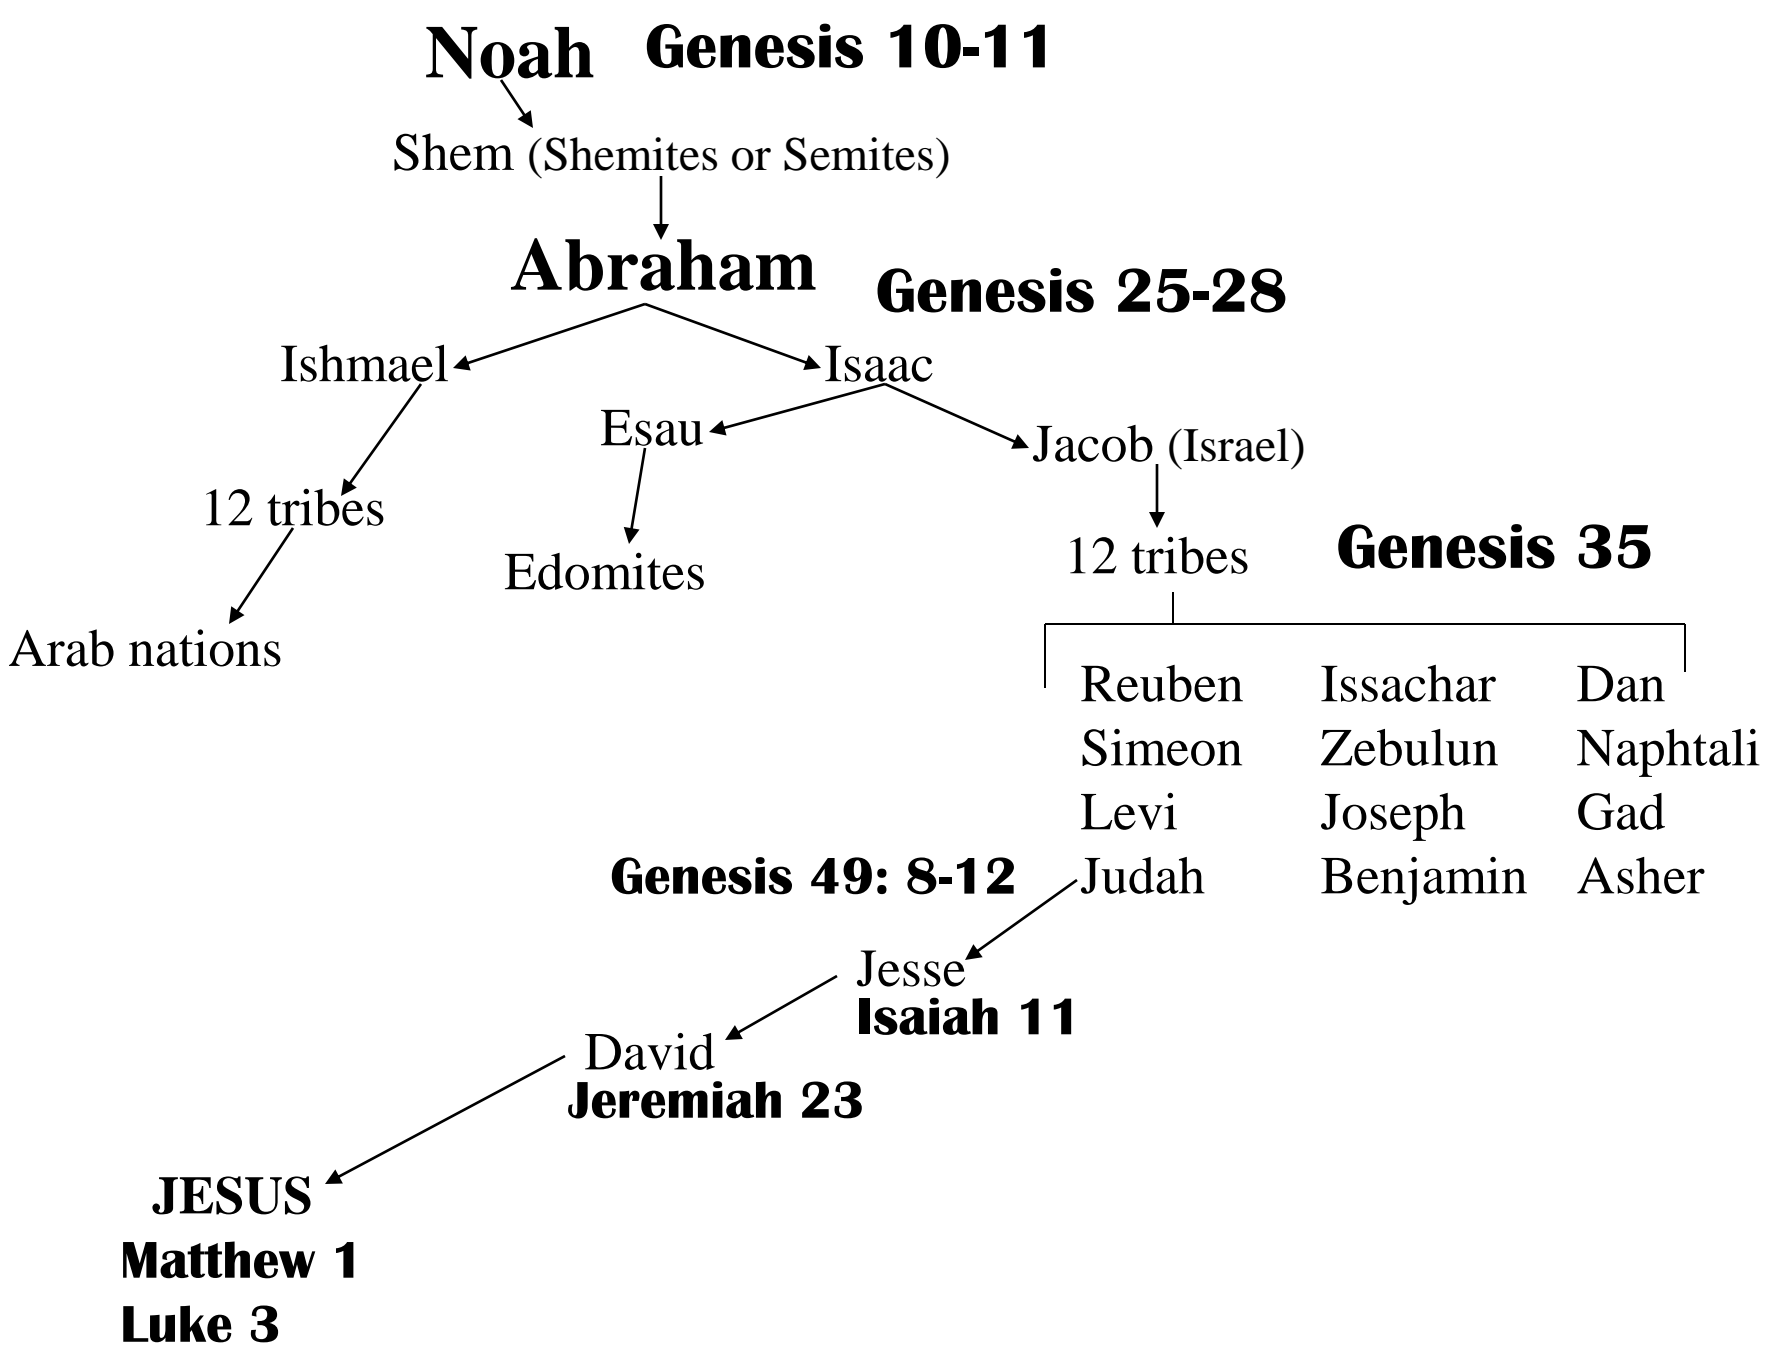 Noah Genesis 10-11
Shem (Shemites or Semites)
Abraham Genesis 25-28
Ishmael Isaac
Esau Jacob (Israel)
12 tribes
Edomites 12 tribes Genesis 35
Arab nations
Reuben Issachar Dan
Simeon Zebulun Naphtali
Levi Joseph Gad
Genesis 49: 8-12 Judah Benjamin Asher
Jesse
Isaiah 11
David
Jeremiah 23
JESUS
Matthew 1
Luke 3